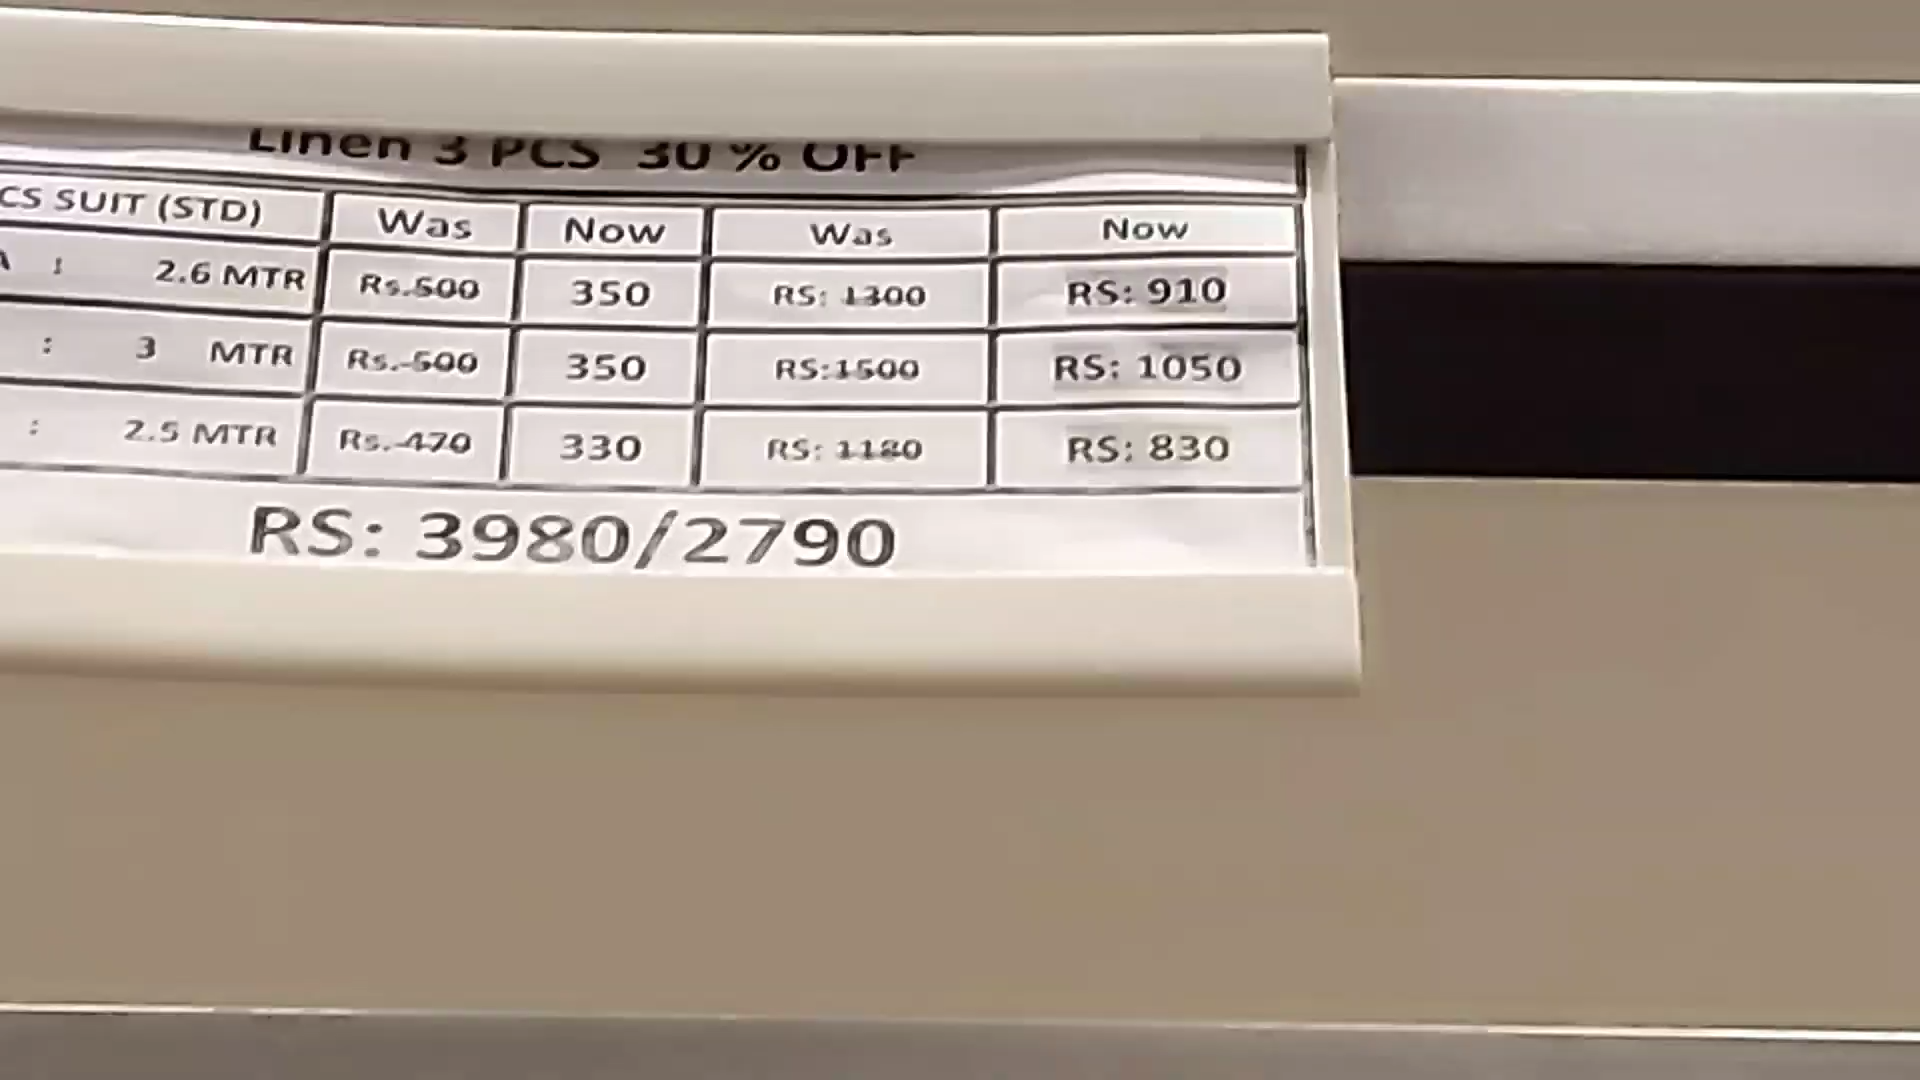 Linen 3 PCS 30 % OFF
CS SUIT (STD) Was Now Was Now
: 2.6 MTR Rs.500 350 RS: 1300 RS: 910
: 3 MTR Rs.-500 350 RS:1500 RS: 1050
: 2.5 MTR Rs.-470 330 RS: 1180 RS: 830
RS: 3980/2790